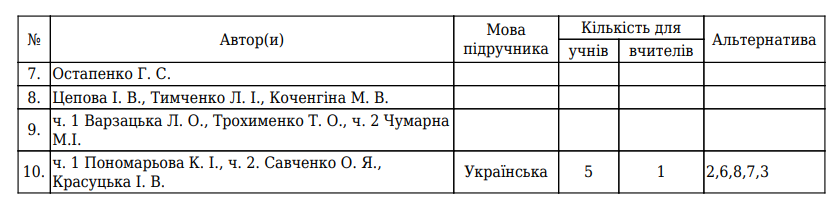 № Автор(и) Мова підручника Кількість для Альтернатива
учнів вчителів
7. Остапенко Г. С.
8. Цепова І. В., Тимченко Л. І., Коченгіна М. В.
9. ч. 1 Варзацька Л. О., Трохименко Т. О., ч. 2 Чумарна
М.І.
10. ч. 1 Пономарьова К. І., ч. 2. Савченко О. Я., Українська 5 1 2,6,8,7,3
Красуцька І. В.